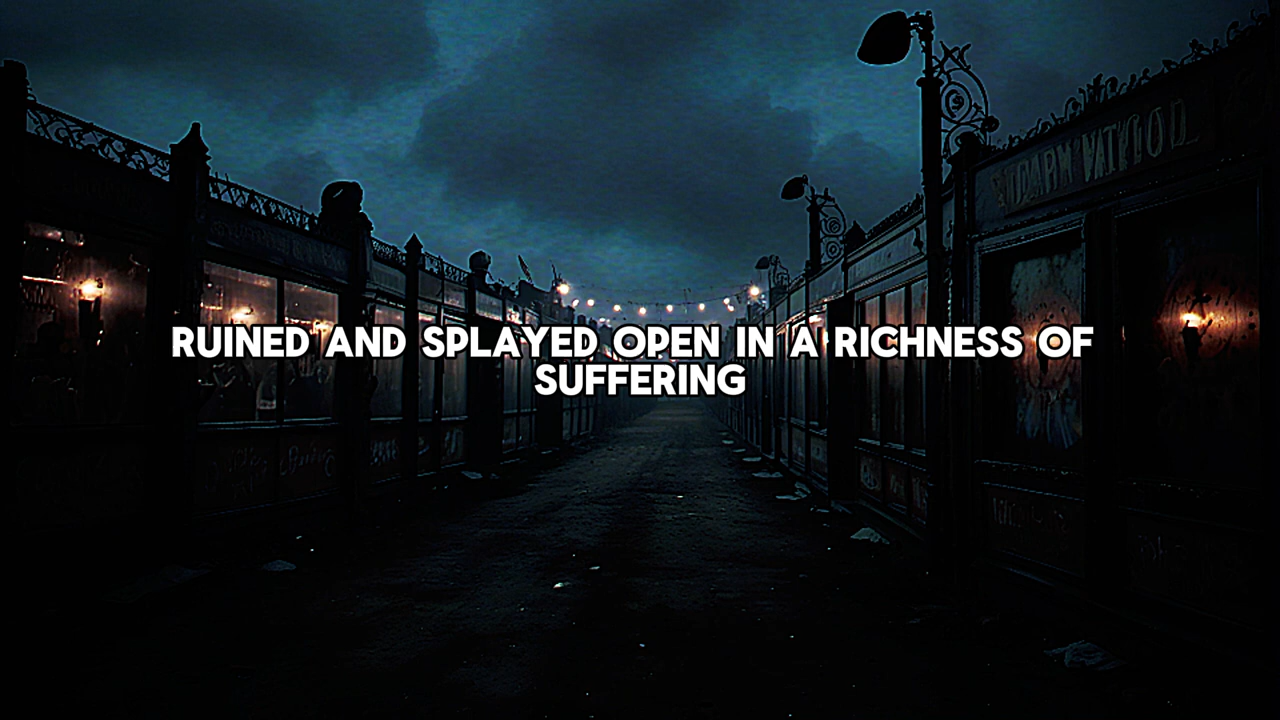 RUINED AND SPLAYED OPEN IN A RICHNESS OF
SUFFERING